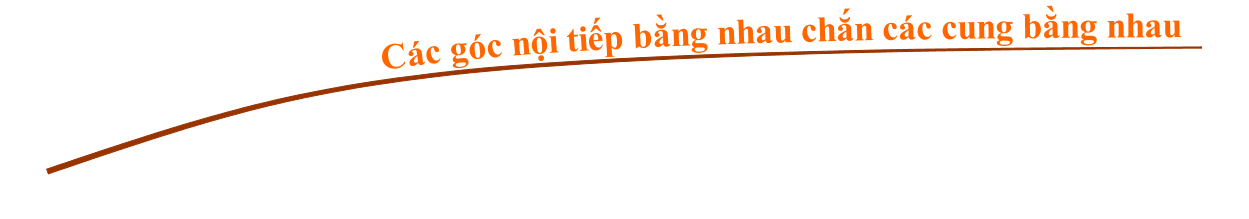 Các góc nội tiếp bằng nhau chắn các cung bằng nhau